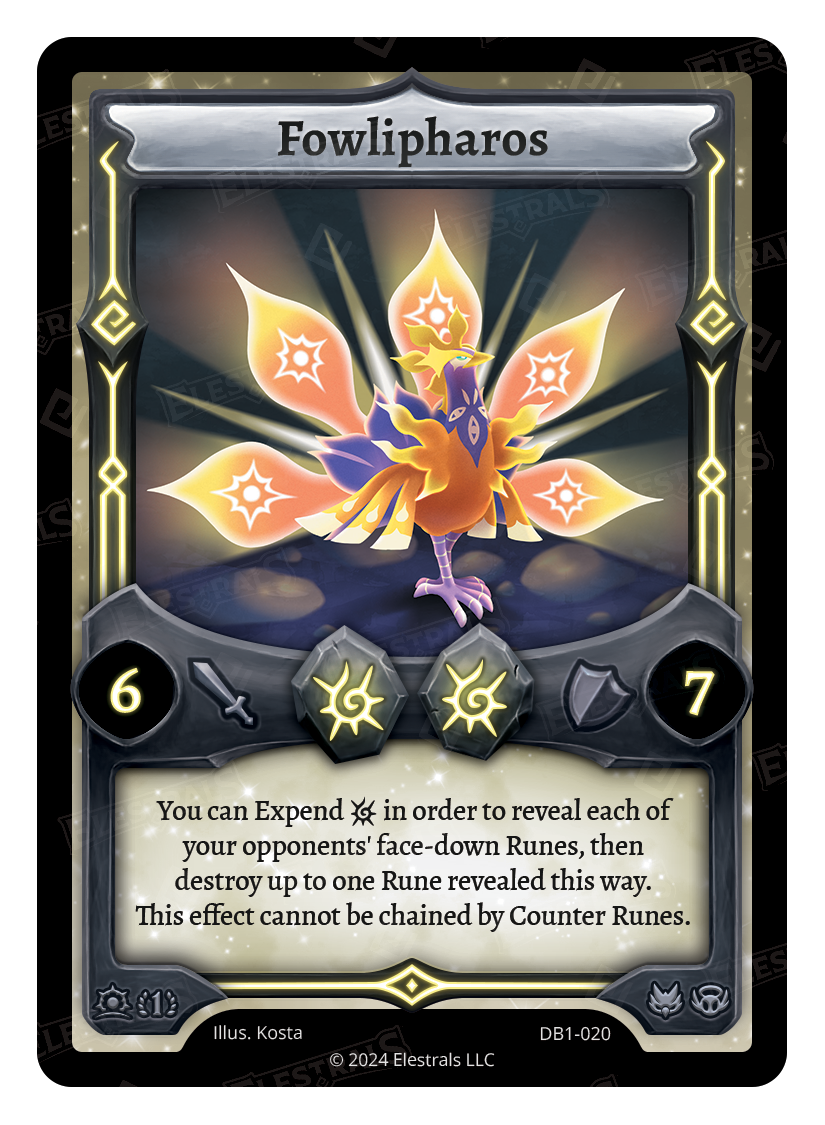 Fowlipharos
6
7
You can Expend in order to reveal each of
your opponents' face-down Runes, then
destroy up to one Rune revealed this way.
This effect cannot be chained by Counter Runes.
1
Illus. Kosta
DB1-020
© 2024 Elestrals LLC
ELESTRALS